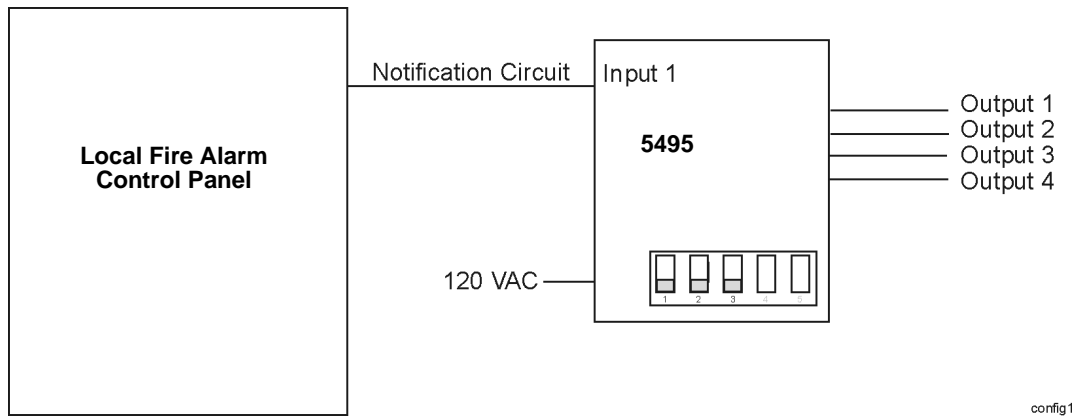 Local Fire Alarm
Control Panel
Notification Circuit
Input 1
5495
Output 1
Output 2
Output 3
Output 4
120 VAC
1 2 3 4 5
config1